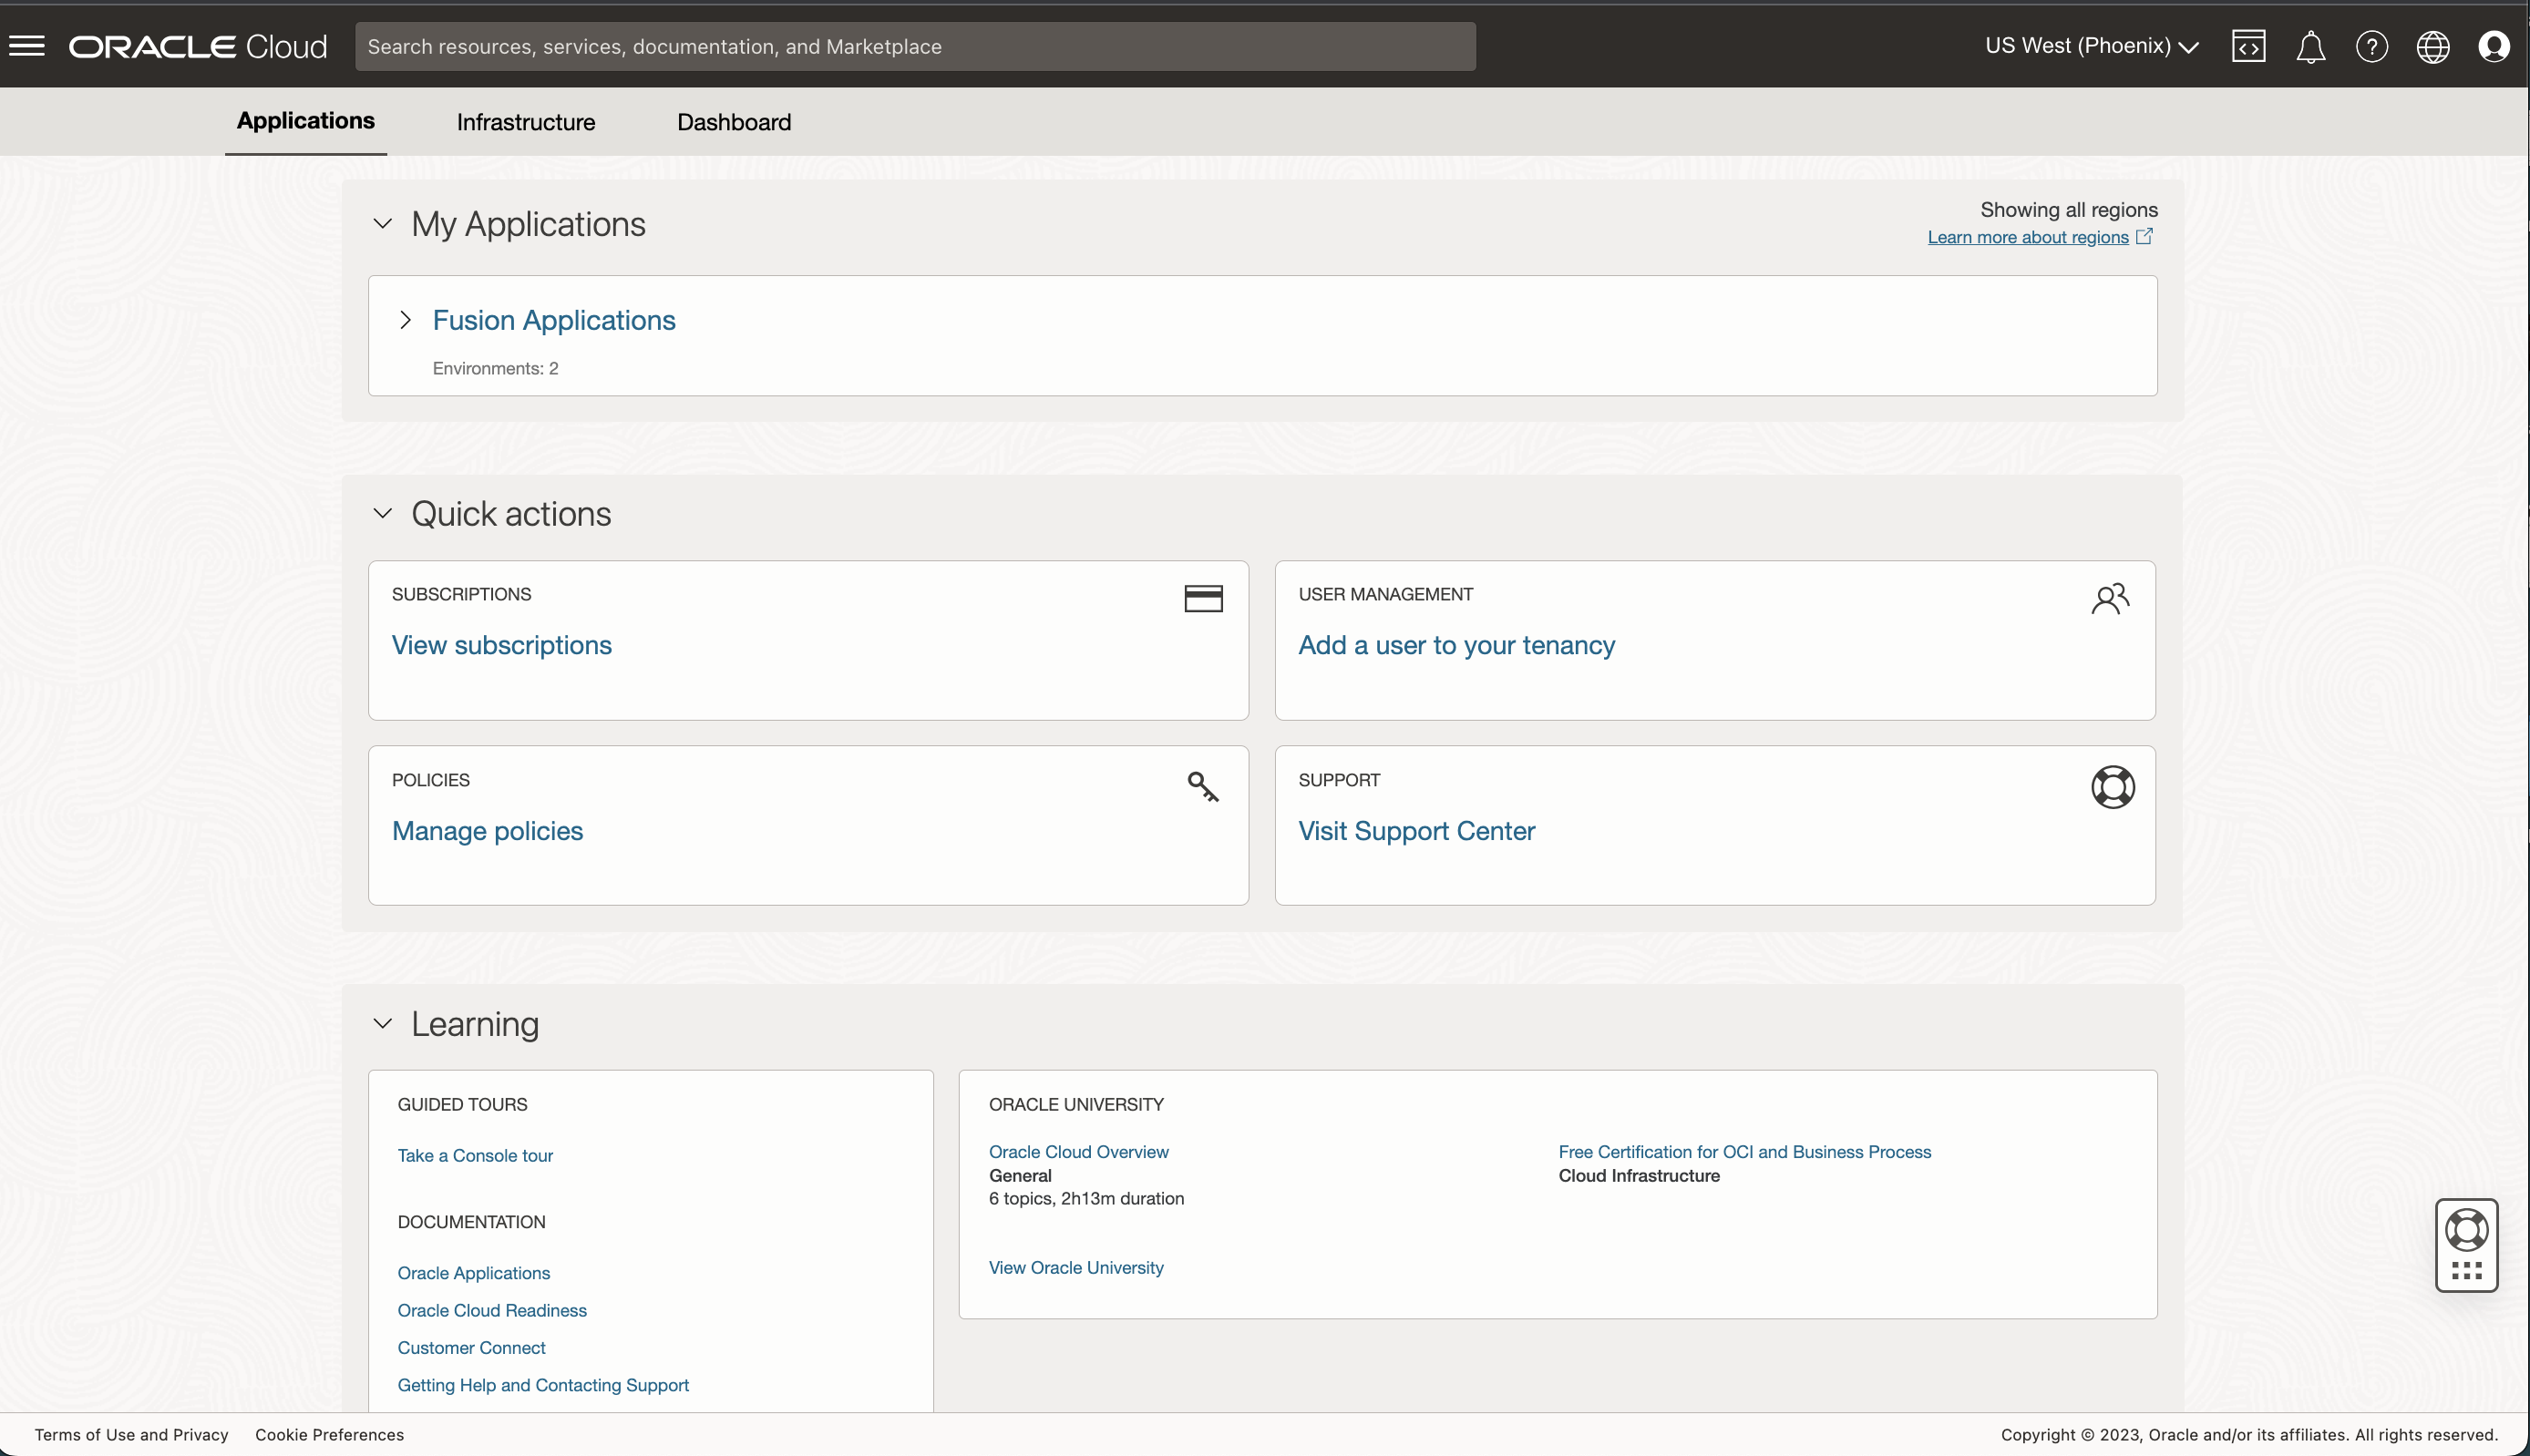 ORACLE Cloud
Search resources, services, documentation, and Marketplace
US West (Phoenix)
Applications
Infrastructure
Dashboard
My Applications
Showing all regions
Learn more about regions
Fusion Applications
Environments: 2
Quick actions
SUBSCRIPTIONS
View subscriptions
USER MANAGEMENT
Add a user to your tenancy
POLICIES
Manage policies
SUPPORT
Visit Support Center
Learning
GUIDED TOURS
Take a Console tour
DOCUMENTATION
Oracle Applications
Oracle Cloud Readiness
Customer Connect
Getting Help and Contacting Support
ORACLE UNIVERSITY
Oracle Cloud Overview
General
6 topics, 2h13m duration
Free Certification for OCI and Business Process
Cloud Infrastructure
View Oracle University
Terms of Use and Privacy
Cookie Preferences
Copyright © 2023, Oracle and/or its affiliates. All rights reserved.